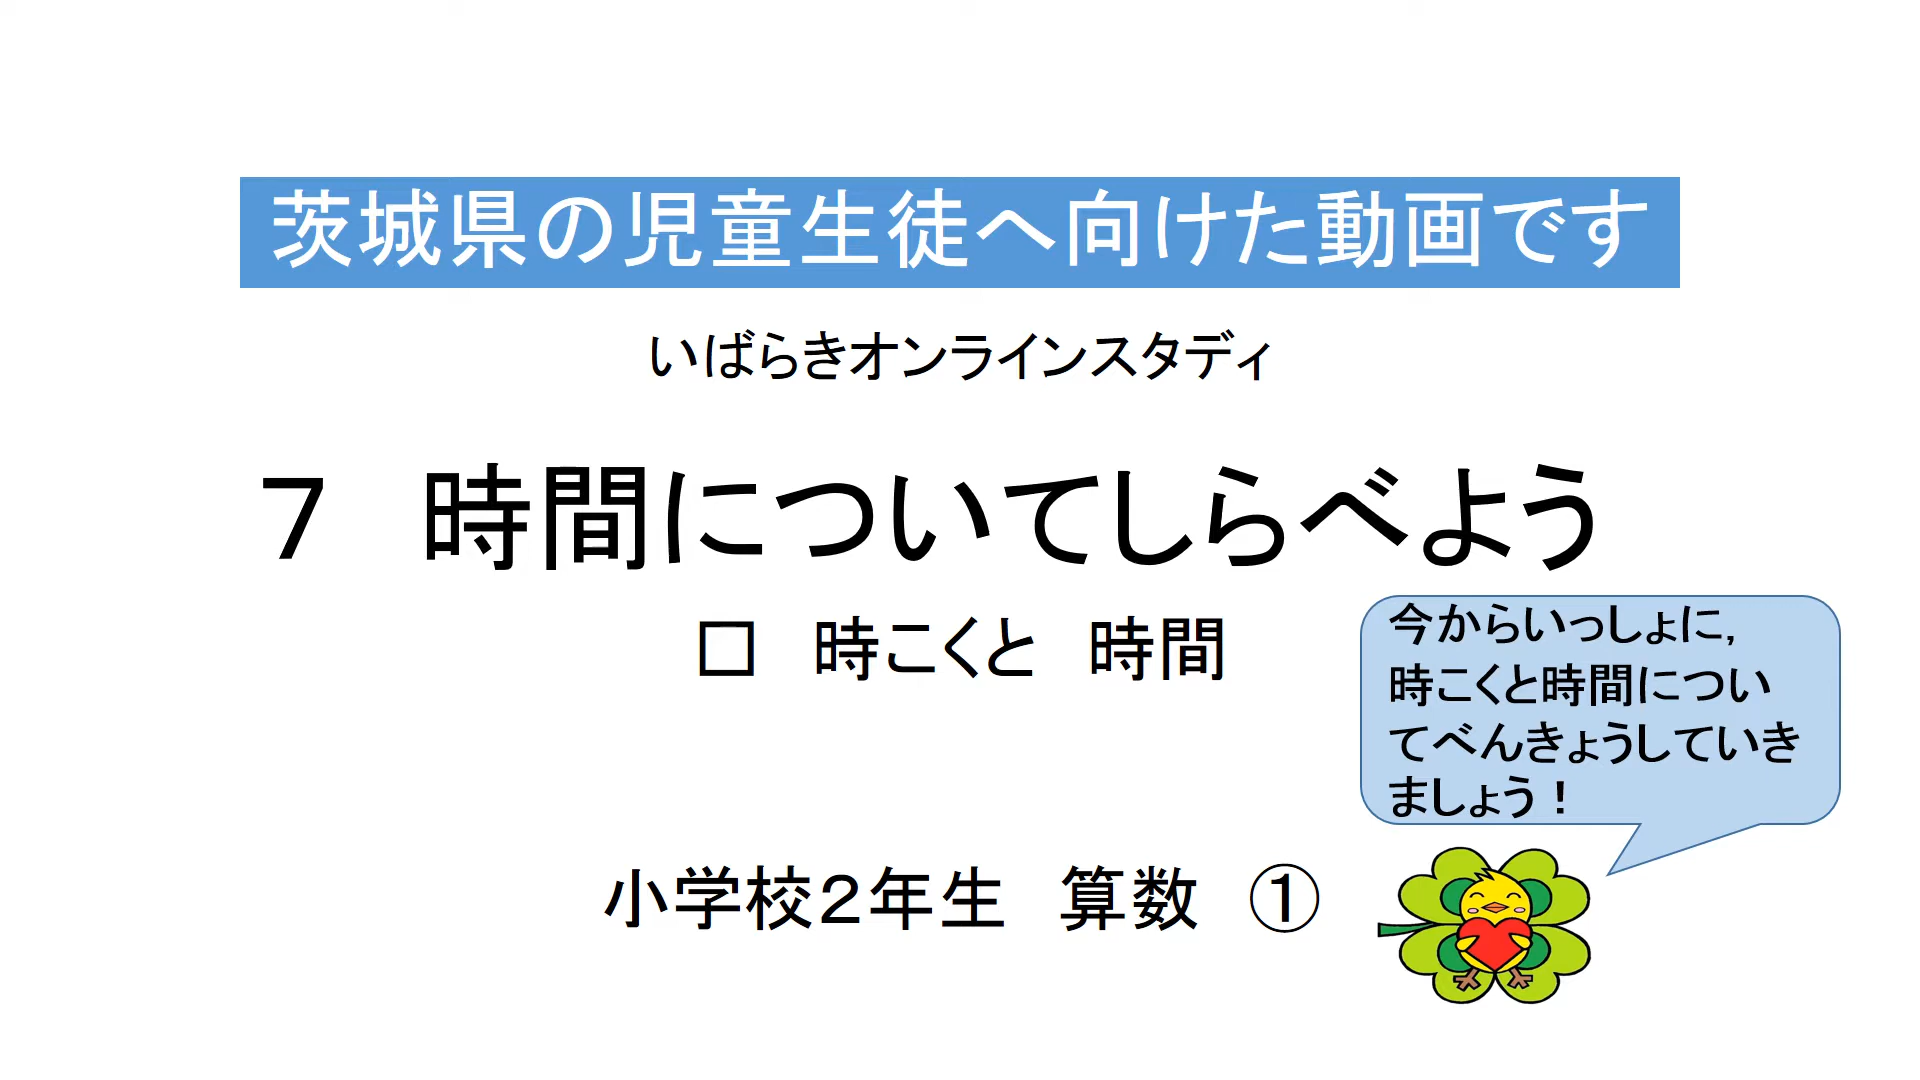 茨城県の児童生徒へ向けた動画です
いばらきオンラインスタディ
７　時間についてしらべよう
□　時こくと　時間
今からいっしょに,
時こくと時間につい
てべんきょうしていき
ましょう！
小学校２年生　算数　①